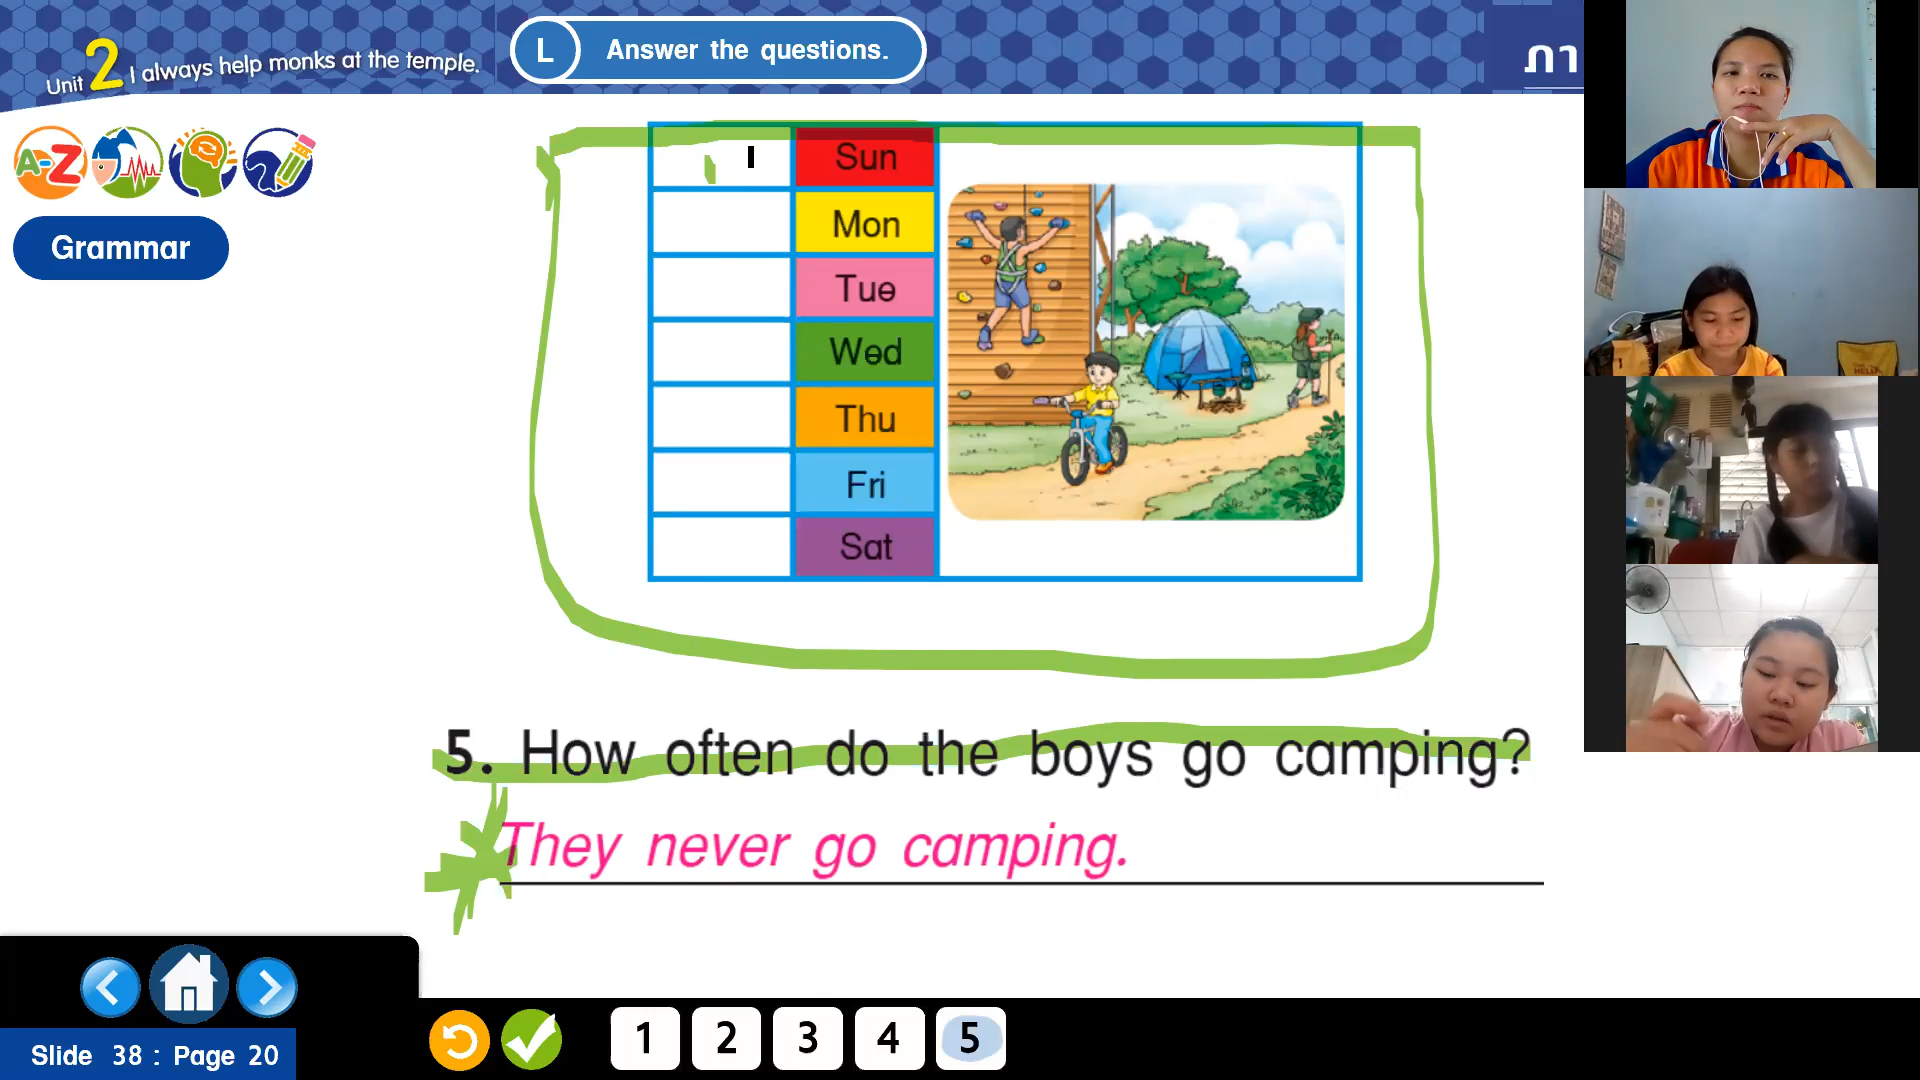 Unit 2 I always help monks at the temple.
L Answer the questions.
ภา
A-Z
Grammar
Sun
Mon
Tue
Wed
Thu
Fri
Sat
5. How often do the boys go camping?
They never go camping.
Slide 38 : Page 20
1 2 3 4 5